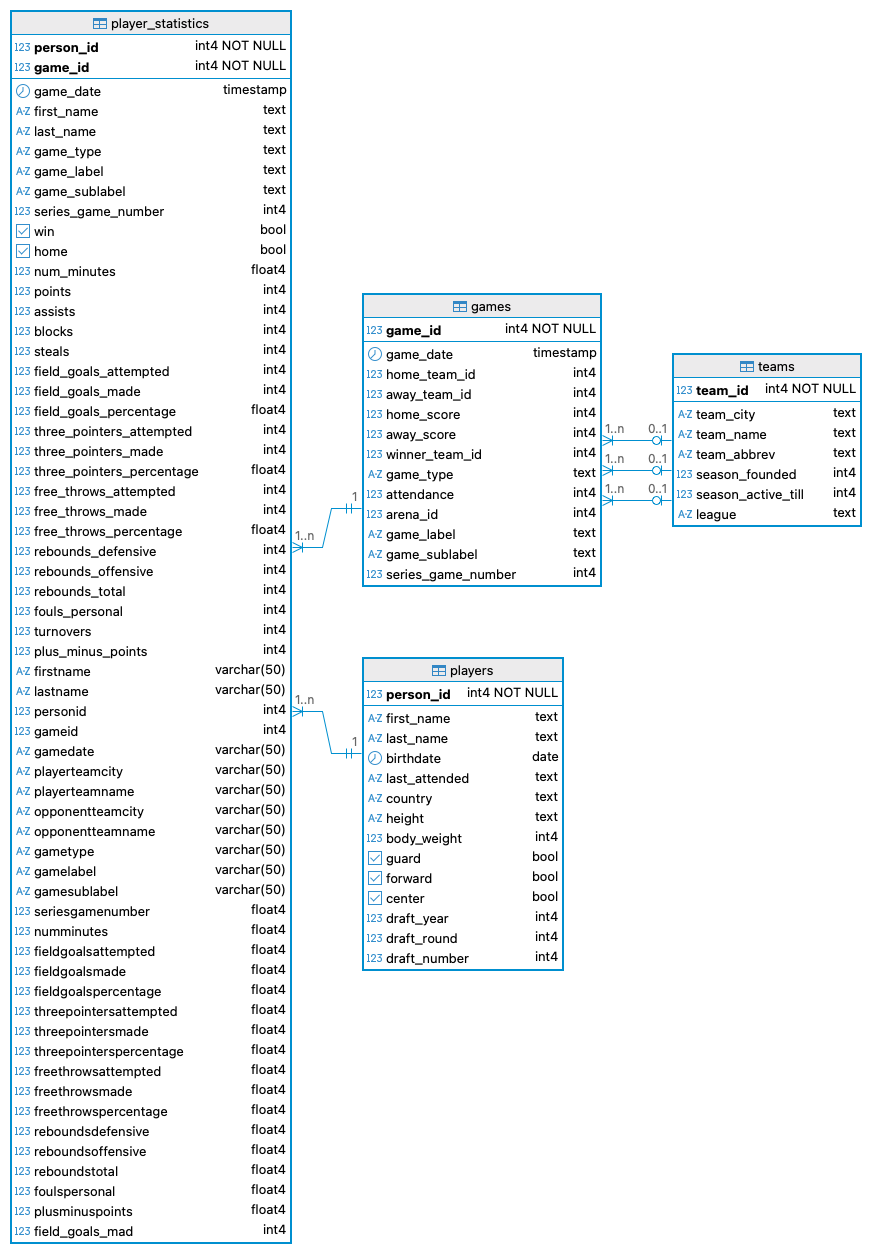 player_statistics
123 person_id int4 NOT NULL
123 game_id int4 NOT NULL
game_date timestamp
A-Z first_name text
A-Z last_name text
A-Z game_type text
A-Z game_label text
A-Z game_sublabel text
123 series_game_number int4
win bool
home bool
123 num_minutes float4
123 points int4
123 assists int4
123 blocks int4
123 steals int4
123 field_goals_attempted int4
123 field_goals_made int4
123 field_goals_percentage float4
123 three_pointers_attempted int4
123 three_pointers_made int4
123 three_pointers_percentage float4
123 free_throws_attempted int4
123 free_throws_made int4
123 free_throws_percentage float4
123 rebounds_defensive int4
123 rebounds_offensive int4
123 rebounds_total int4
123 fouls_personal int4
123 turnovers int4
123 plus_minus_points int4
A-Z firstname varchar(50)
A-Z lastname varchar(50)
123 personid int4
123 gameid int4
A-Z gamedate varchar(50)
A-Z playerteamcity varchar(50)
A-Z playerteamname varchar(50)
A-Z opponentteamcity varchar(50)
A-Z opponentteamname varchar(50)
A-Z gametype varchar(50)
A-Z gamelabel varchar(50)
A-Z gamesublabel varchar(50)
123 seriesgamenumber float4
123 numminutes float4
123 fieldgoalsattempted float4
123 fieldgoalsmade float4
123 fieldgoalspercentage float4
123 threepointersattempted float4
123 threepointersmade float4
123 threepointerspercentage float4
123 freethrowsattempted float4
123 freethrowsmade float4
123 freethrowspercentage float4
123 reboundsdefensive float4
123 reboundsoffensive float4
123 reboundstotal float4
123 foulspersonal float4
123 plusminuspoints float4
123 field_goals_mad int4
1..n
1
1..n
1
games
123 game_id int4 NOT NULL
game_date timestamp
123 home_team_id int4
123 away_team_id int4
123 home_score int4
123 away_score int4
123 winner_team_id int4
A-Z game_type text
123 attendance int4
123 arena_id int4
A-Z game_label text
A-Z game_sublabel text
123 series_game_number int4
1..n 0..1
1..n 0..1
1..n 0..1
teams
123 team_id int4 NOT NULL
A-Z team_city text
A-Z team_name text
A-Z team_abbrev text
123 season_founded int4
123 season_active_till int4
A-Z league text
players
123 person_id int4 NOT NULL
A-Z first_name text
A-Z last_name text
birthdate date
A-Z last_attended text
A-Z country text
A-Z height text
123 body_weight int4
guard bool
forward bool
center bool
123 draft_year int4
123 draft_round int4
123 draft_number int4